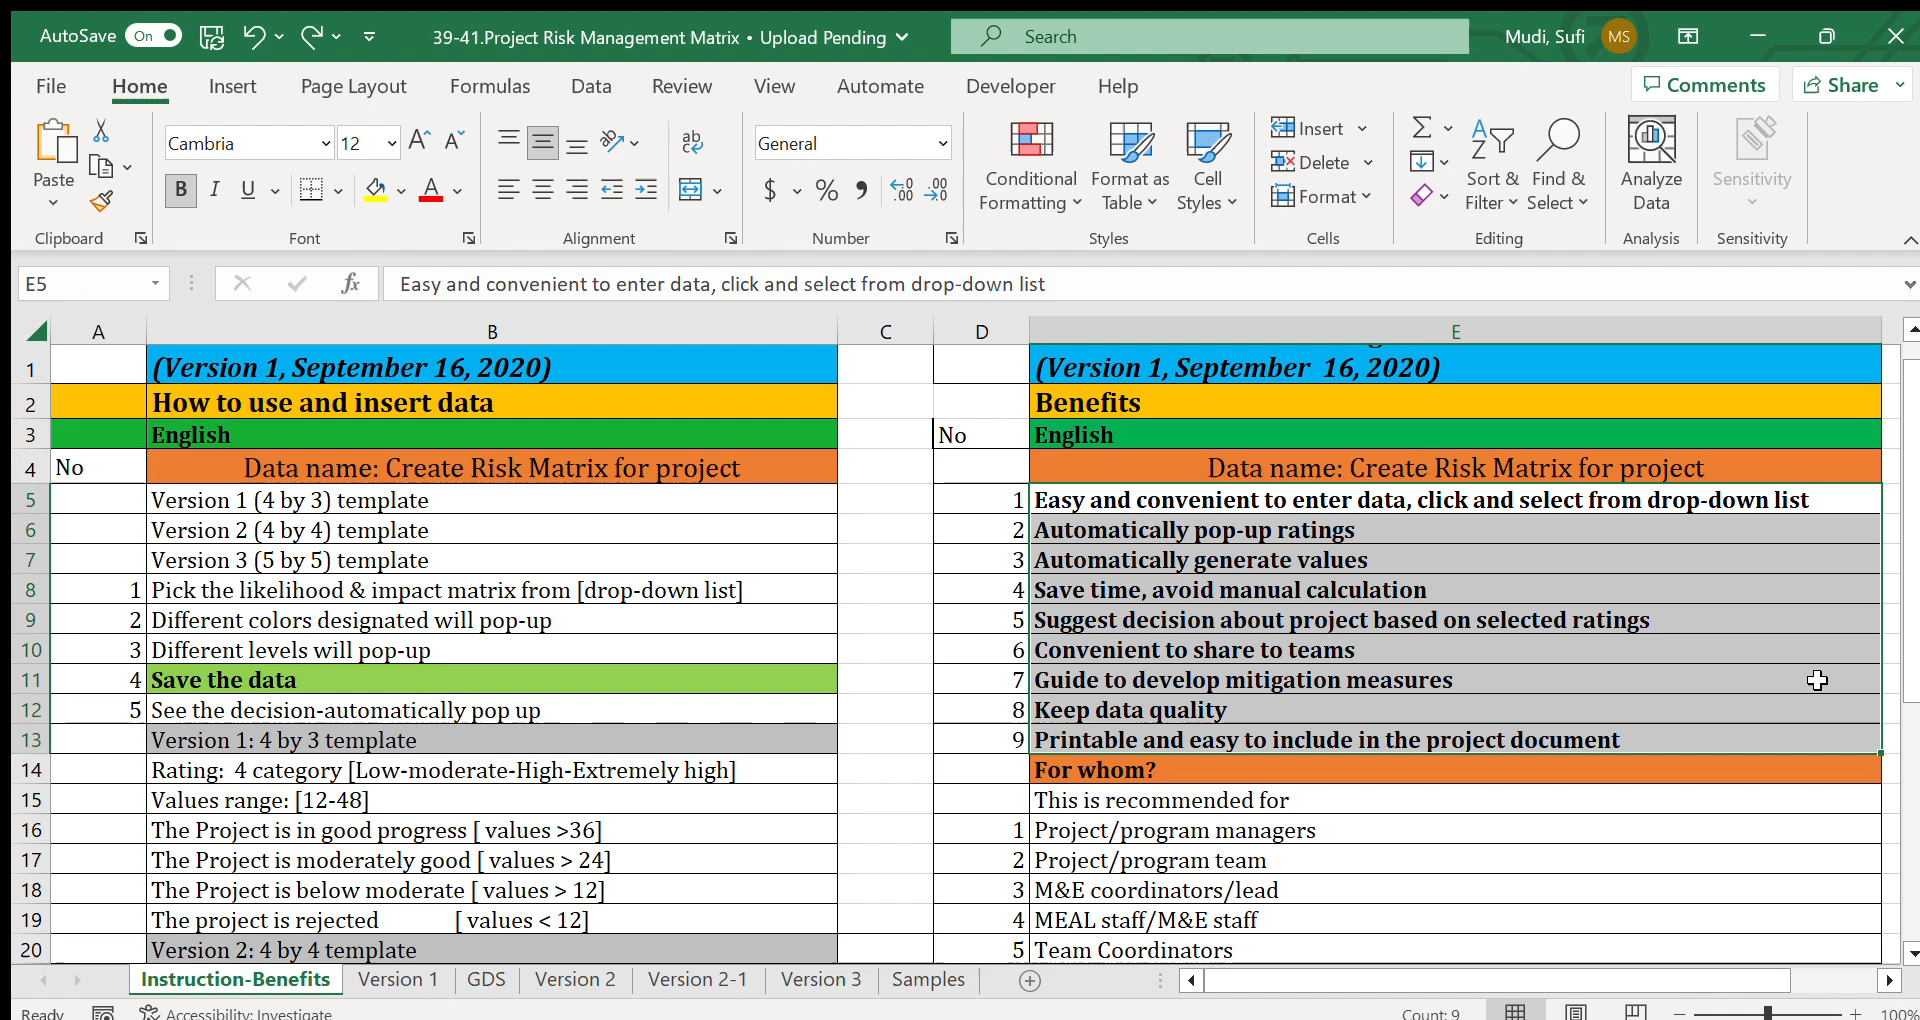 AutoSave On 39-41.Project Risk Management Matrix • Upload Pending Search Mudi, Sufi MS
File Home Insert Page Layout Formulas Data Review View Automate Developer Help Comments Share
Paste
Clipboard
Cambria 12
B I U A
Font
ab
Alignment
General
$ % 9 .00
Number
Conditional Formatting
Format as Table
Cell Styles
Styles
Insert
Delete
Format
Cells
Sort & Filter
Find & Select
Editing
Analyze Data
Analysis
Sensitivity
Sensitivity
E5 fx Easy and convenient to enter data, click and select from drop-down list
A B C D E
1 (Version 1, September 16, 2020) (Version 1, September 16, 2020)
2 How to use and insert data Benefits
3 English No English
4 No Data name: Create Risk Matrix for project Data name: Create Risk Matrix for project
5 Version 1 (4 by 3) template 1 Easy and convenient to enter data, click and select from drop-down list
6 Version 2 (4 by 4) template 2 Automatically pop-up ratings
7 Version 3 (5 by 5) template 3 Automatically generate values
8 1 Pick the likelihood & impact matrix from [drop-down list] 4 Save time, avoid manual calculation
9 2 Different colors designated will pop-up 5 Suggest decision about project based on selected ratings
10 3 Different levels will pop-up 6 Convenient to share to teams
11 4 Save the data 7 Guide to develop mitigation measures
12 5 See the decision-automatically pop up 8 Keep data quality
13 Version 1: 4 by 3 template 9 Printable and easy to include in the project document
14 Rating: 4 category [Low-moderate-High-Extremely high] For whom?
15 Values range: [12-48] This is recommended for
16 The Project is in good progress [ values >36] 1 Project/program managers
17 The Project is moderately good [ values > 24] 2 Project/program team
18 The Project is below moderate [ values > 12] 3 M&E coordinators/lead
19 The project is rejected [ values < 12] 4 MEAL staff/M&E staff
20 Version 2: 4 by 4 template 5 Team Coordinators
Instruction-Benefits Version 1 GDS Version 2 Version 2-1 Version 3 Samples
Ready Accessibility: Investigate Count: 9 100%